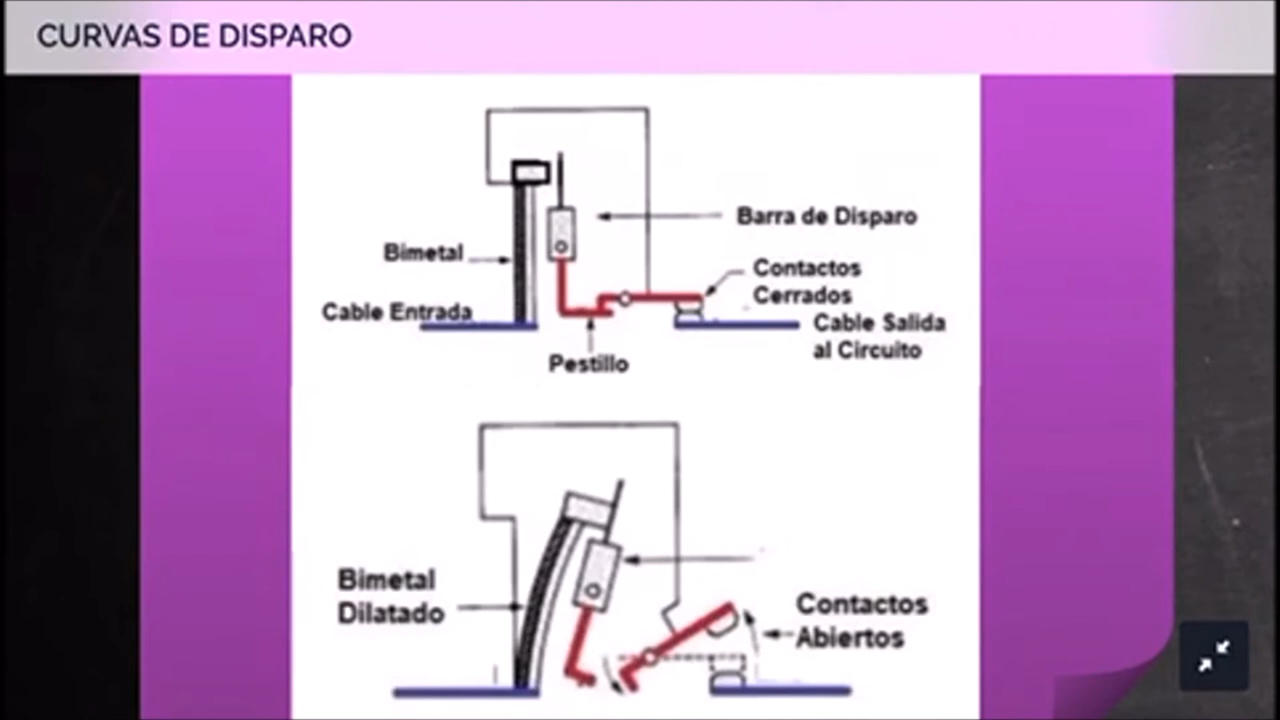 CURVAS DE DISPARO
Barra de Disparo
Bimetal
Contactos
Cerrados
Cable Entrada
Cable Salida
al Circuito
Pestillo
Bimetal
Dilatado
Contactos
Abiertos